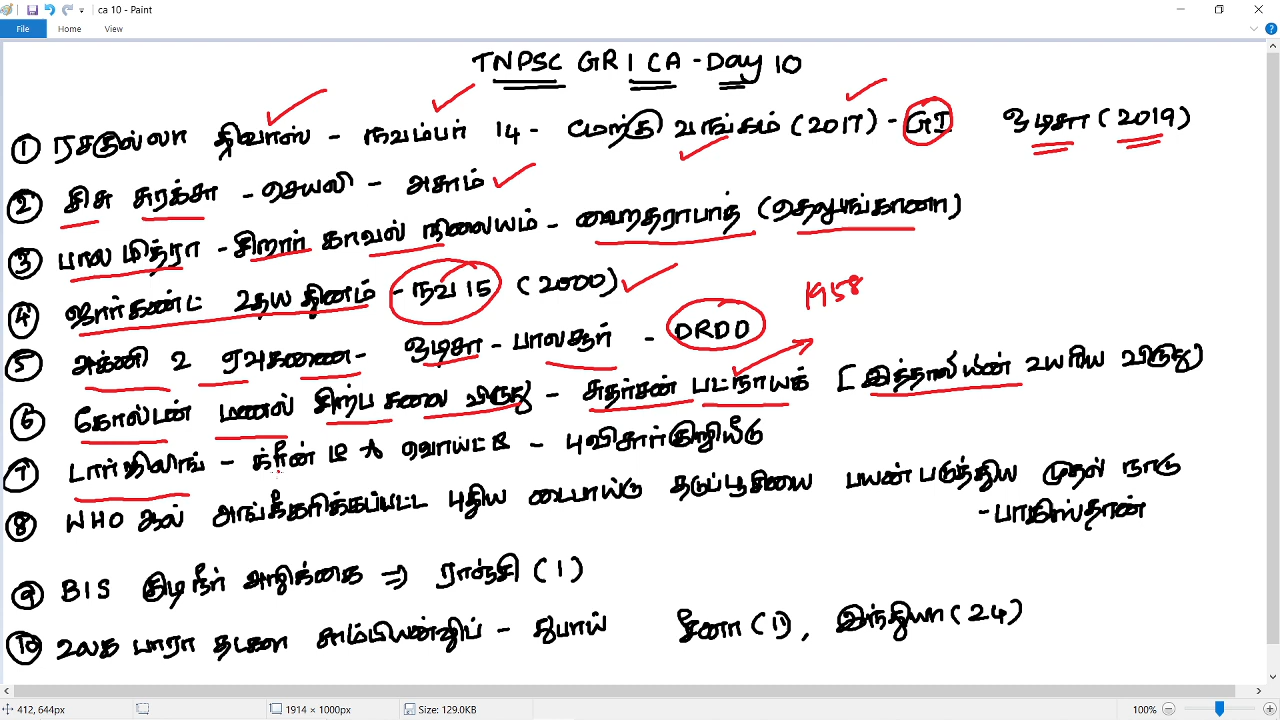 ca 10 - Paint
File Home View
TNPSC GR I CA - Day 10
① ரசகுல்லா திவாஸ் - நவம்பர் 14 - மேற்கு வாங்கம் (2017) - GI ஒடிசா (2019)
② சிசு சுரக்சா - செயலி - அசாம்
③ பால மித்ரா - சிறார் காவல் நிலையம் - ஹைதராபாத் (தெலுங்கானா)
④ ஜார்கண்ட் உதய தினம் - நவ 15 (2000)
1958
⑤ அக்னி 2 ஏவுகணை - ஒடிசா - பாலசூர் - DRDO
⑥ கோல்டன் மணல் சிற்ப கலை விருது - சுதர்சன் பட்நாயக் [இத்தாலியின் உயரிய விருது)
⑦ டார்ஜிலிங் - க்ரீன் டீ & ஒயிட் டீ - புவிசார்குறியீடு
⑧ WHO ஆல் அங்கீகரிக்கப்பட்ட புதிய டைபாய்டு தடுப்பூசியை பயன்படுத்திய முதல் நாடு
- பாகிஸ்தான்
⑨ BIS குடிநீர் அறிக்கை => ராஞ்சி (1)
⑩ உலக பாரா தடகள சாம்பியன்ஷிப் - துபாய் சீனா (1), இந்தியா (24)
412, 644px 1914 × 1000px Size: 129.0KB 100%